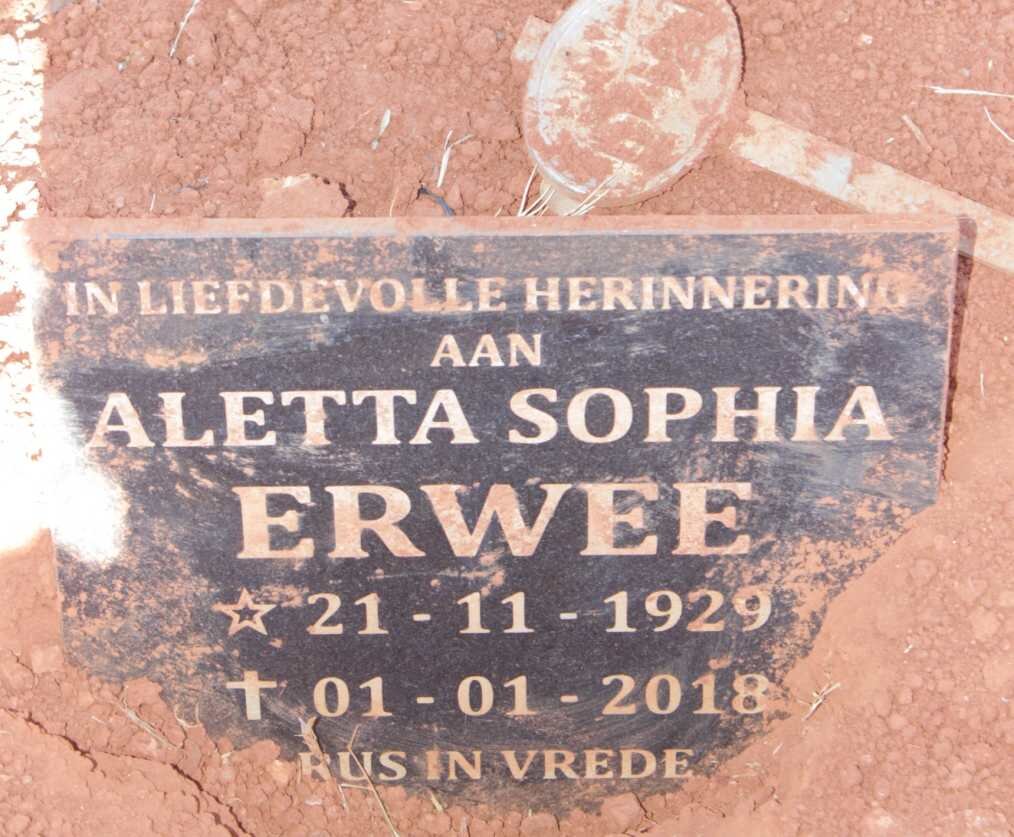 IN LIEFDEVOLLE HERINNERING
AAN
ALETTA SOPHIA
ERWEE
☆ 21 - 11 - 1929
✝ 01 - 01 - 2018
RUS IN VREDE